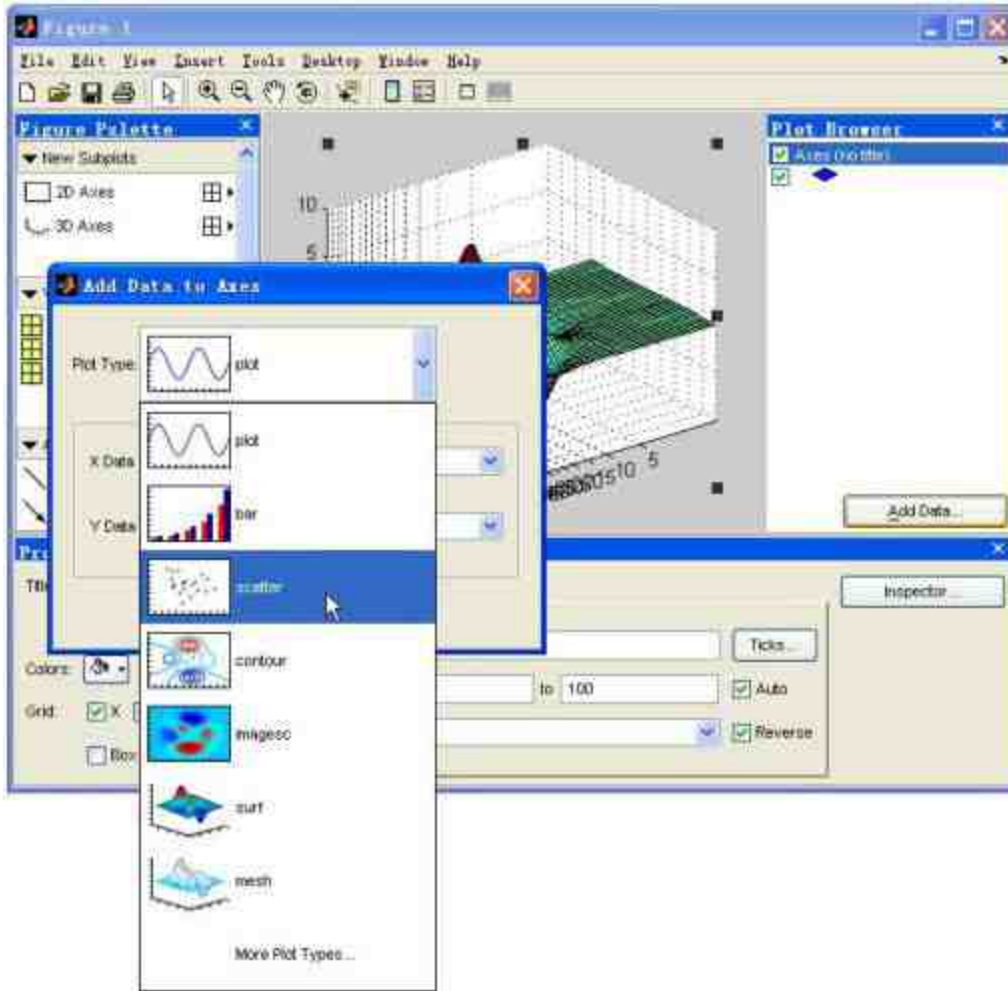 Figure 1
File Edit View Insert Tools Desktop Window Help
Figure Palette
New Subplots
2D Axes
3D Axes
Plot Browser
Axes (no title)
10
5
10 5
Add Data...
Add Data to Axes
Plot Type:
plot
X Data
Y Data
plot
bar
scatter
contour
imagesc
surf
mesh
More Plot Types...
Inspector...
Ticks...
Colors:
to 100
Auto
Grid: X
Reverse
Box